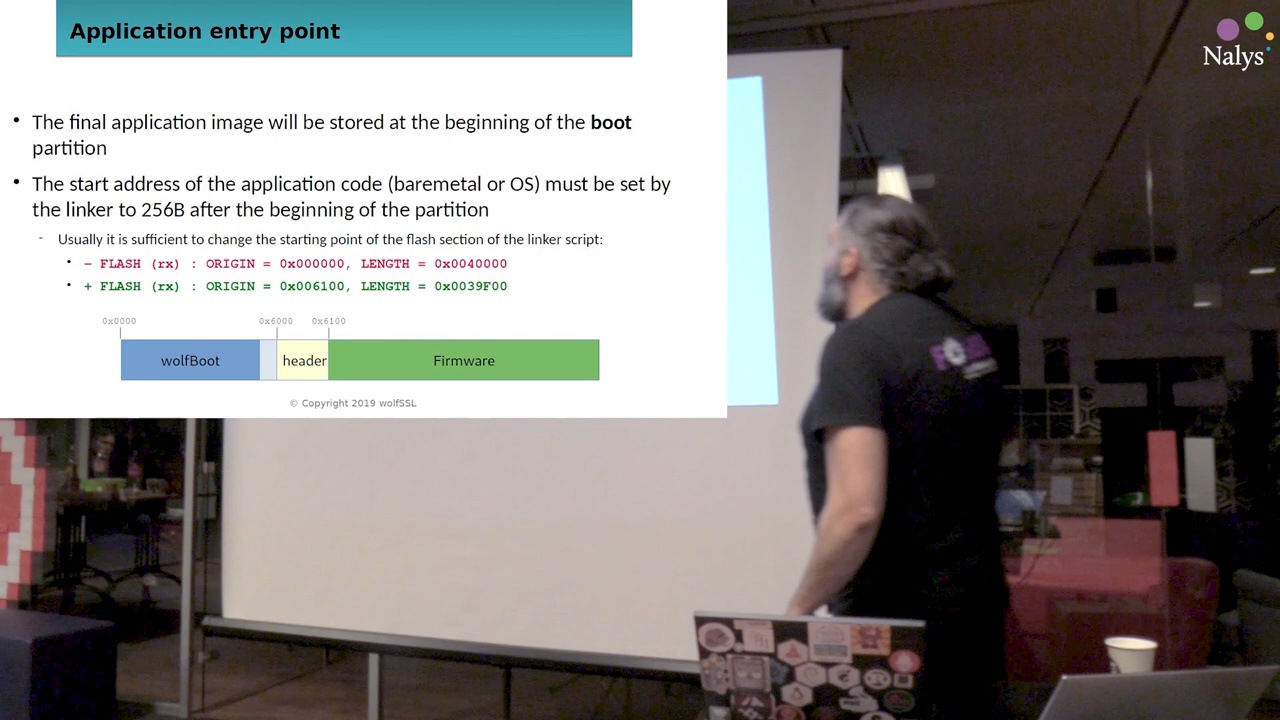 Application entry point
Nalys
• The final application image will be stored at the beginning of the boot
partition
• The start address of the application code (baremetal or OS) must be set by
the linker to 256B after the beginning of the partition
- Usually it is sufficient to change the starting point of the flash section of the linker script:
• – FLASH (rx) : ORIGIN = 0x000000, LENGTH = 0x0040000
• + FLASH (rx) : ORIGIN = 0x006100, LENGTH = 0x0039F00
0x0000 0x6000 0x6100
wolfBoot header Firmware
© Copyright 2019 wolfSSL